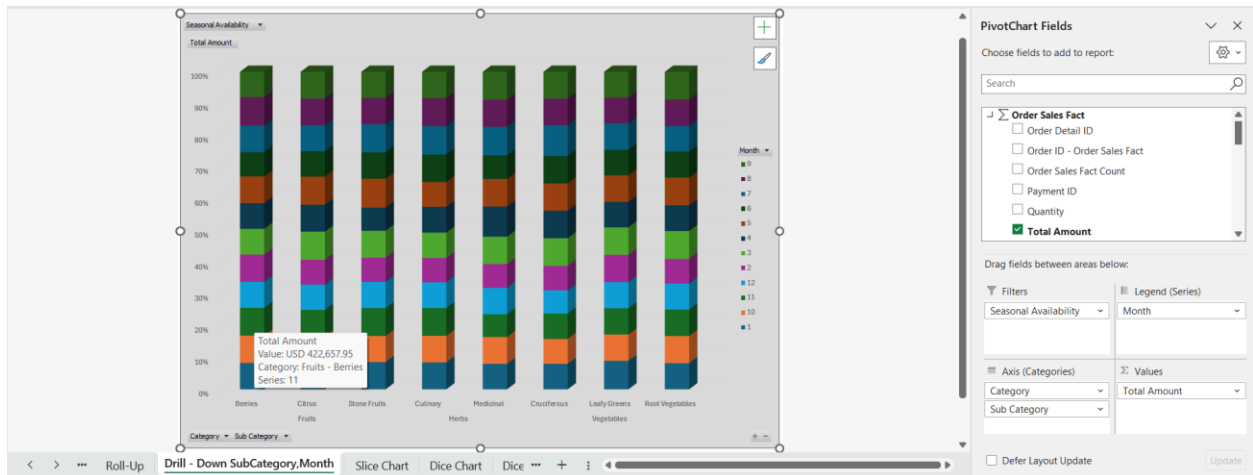 Seasonal Availability
Total Amount
100%
90%
80%
70%
60%
50%
40%
30%
20%
10%
0%
Total Amount
Value: USD 422,657.95
Category: Fruits - Berries
Series: 11
Berries Citrus Stone Fruits Culinary Medicinal Cruciferous Leafy Greens Root Vegetables
Fruits Herbs Vegetables
Category Sub Category
+ −
Month
9
8
7
6
5
4
3
2
12
11
10
1
PivotChart Fields
Choose fields to add to report:
Search
Σ Order Sales Fact
Order Detail ID
Order ID - Order Sales Fact
Order Sales Fact Count
Payment ID
Quantity
Total Amount
Drag fields between areas below:
Filters
Seasonal Availability
Legend (Series)
Month
Axis (Categories)
Category
Sub Category
Σ Values
Total Amount
Defer Layout Update
Update
Roll-Up Drill - Down SubCategory,Month Slice Chart Dice Chart Dice